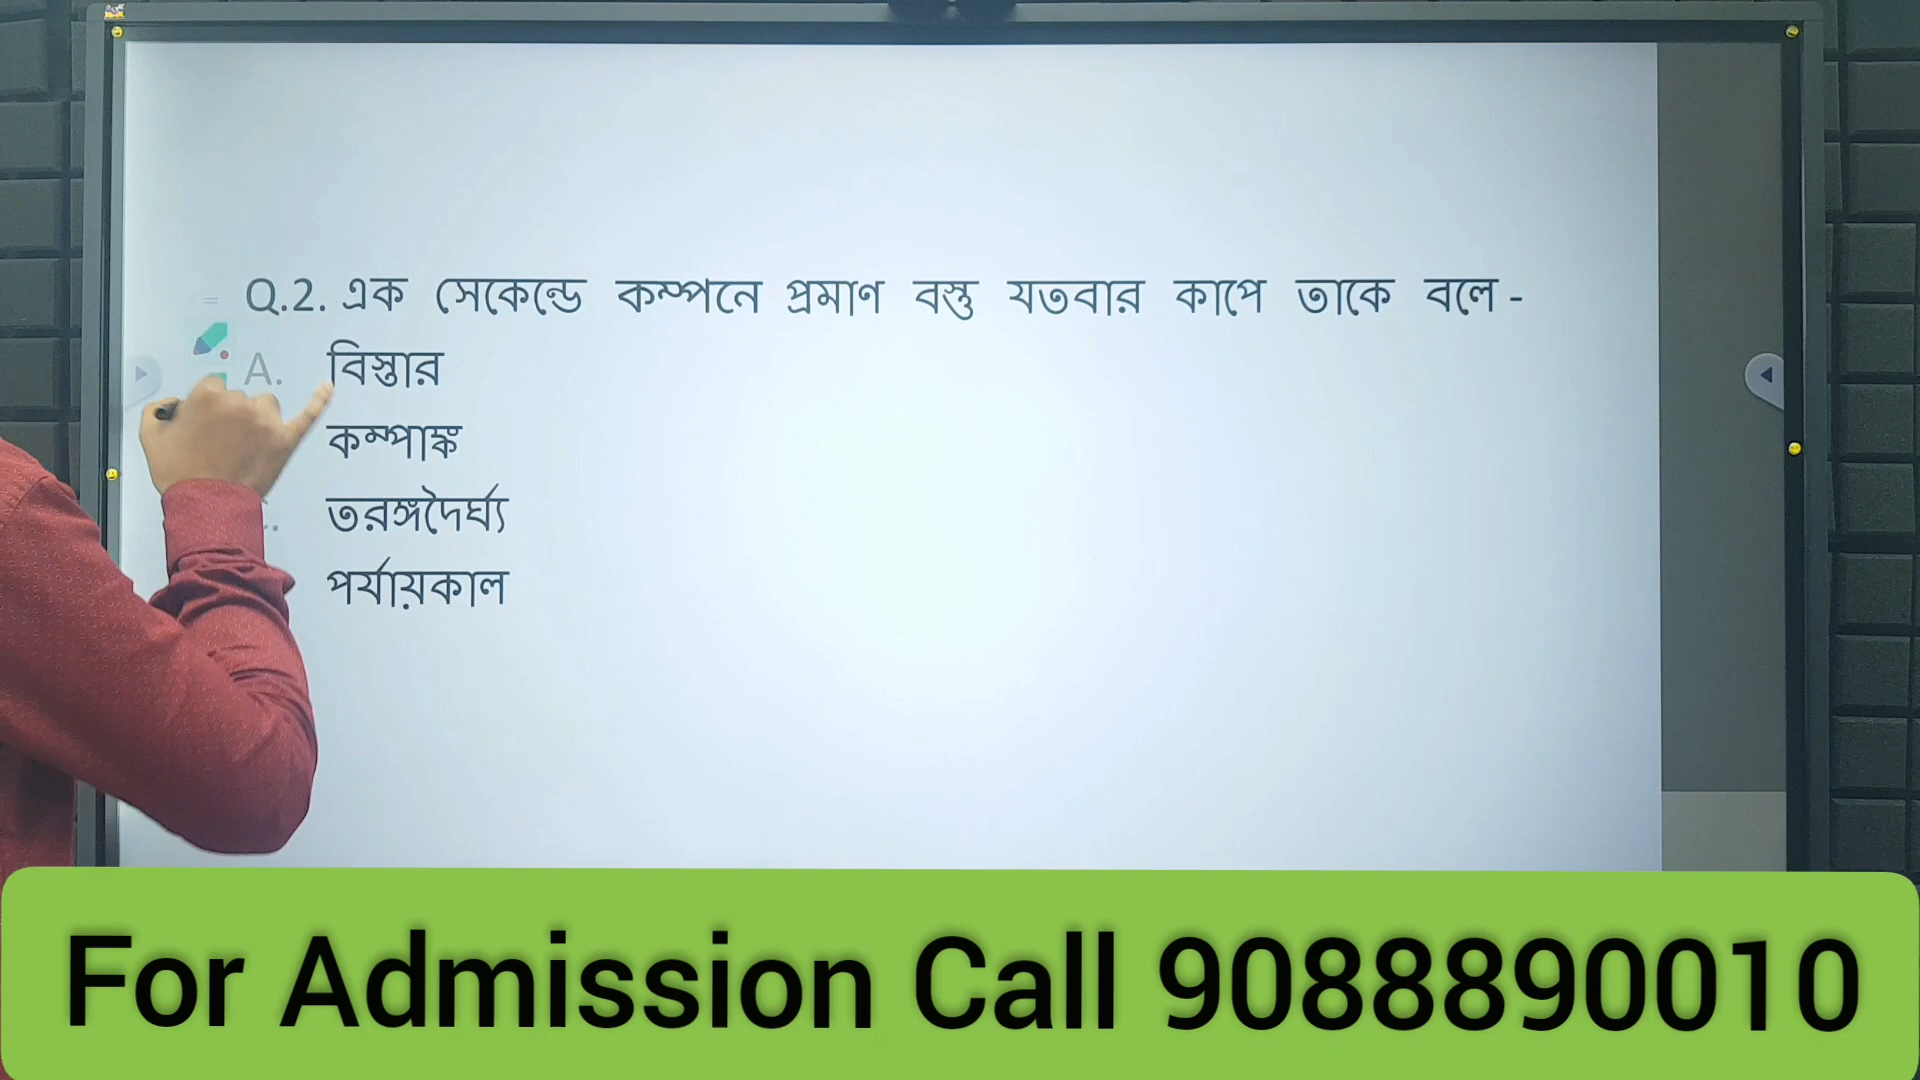 Q.2. এক সেকেন্ডে কম্পনে প্রমাণ বস্তু যতবার কাপে তাকে বলে -
A. বিস্তার
কম্পাঙ্ক
তরঙ্গদৈর্ঘ্য
পর্যায়কাল
For Admission Call 9088890010